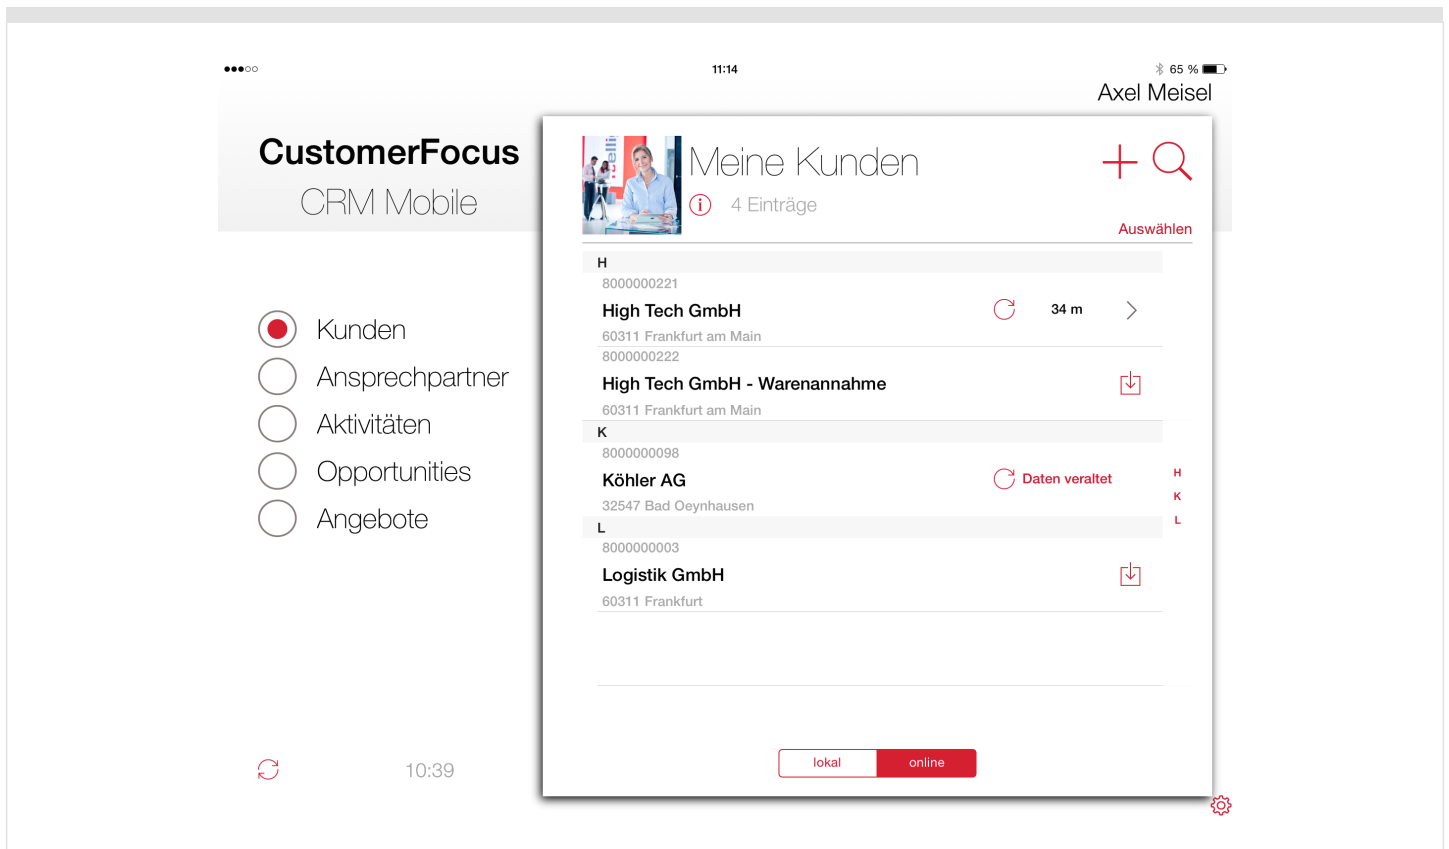 11:14
65 %
Axel Meisel
CustomerFocus
CRM Mobile
Meine Kunden
4 Einträge
Auswählen
H
8000000221
High Tech GmbH
34 m
60311 Frankfurt am Main
8000000222
High Tech GmbH - Warenannahme
60311 Frankfurt am Main
K
8000000098
Köhler AG
Daten veraltet
32547 Bad Oeynhausen
L
8000000003
Logistik GmbH
60311 Frankfurt
H
K
L
lokal
online
Kunden
Ansprechpartner
Aktivitäten
Opportunities
Angebote
10:39